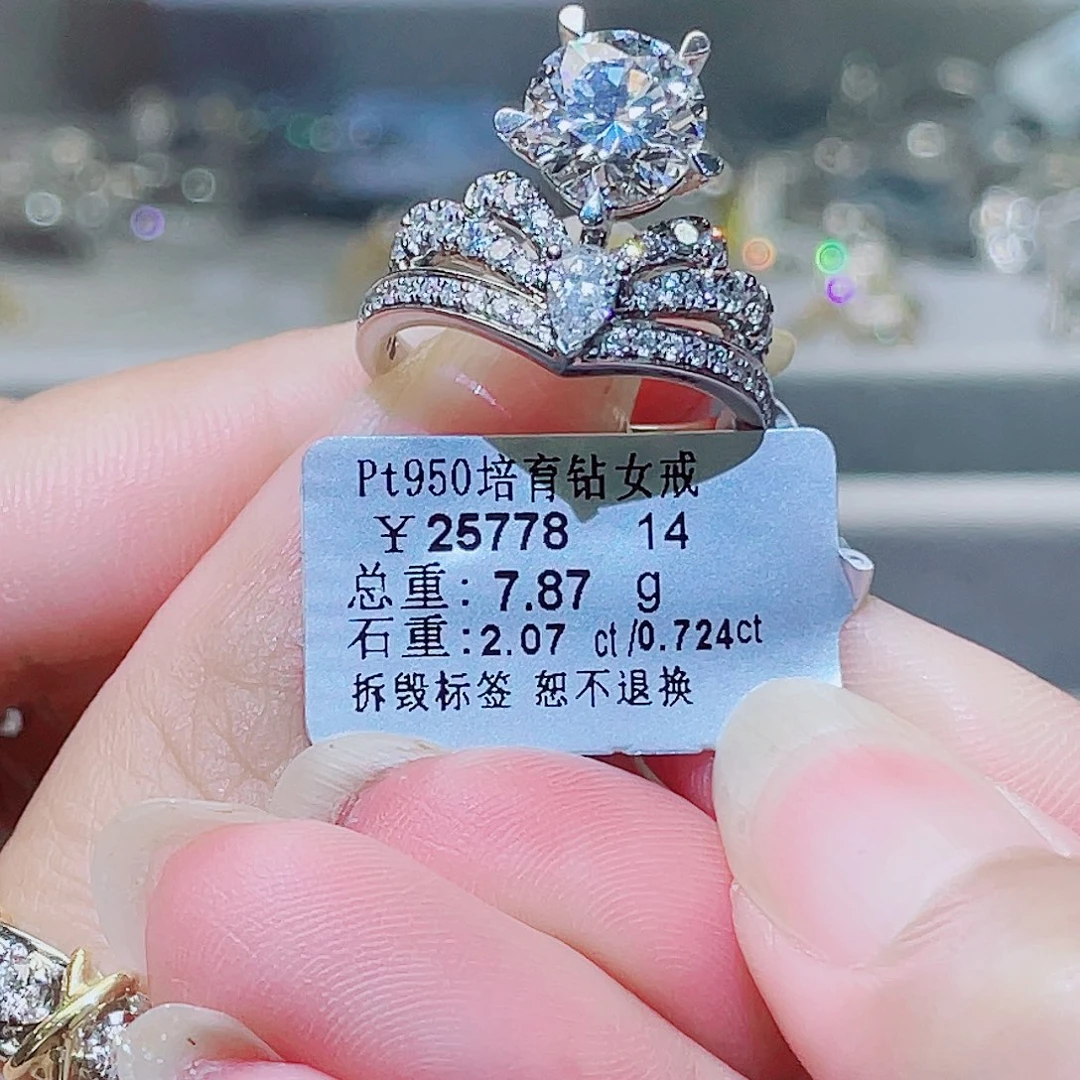 Pt950培育钻女戒
￥25778 14
总重:7.87 g
石重:2.07 ct/0.724ct
拆毁标签 恕不退换